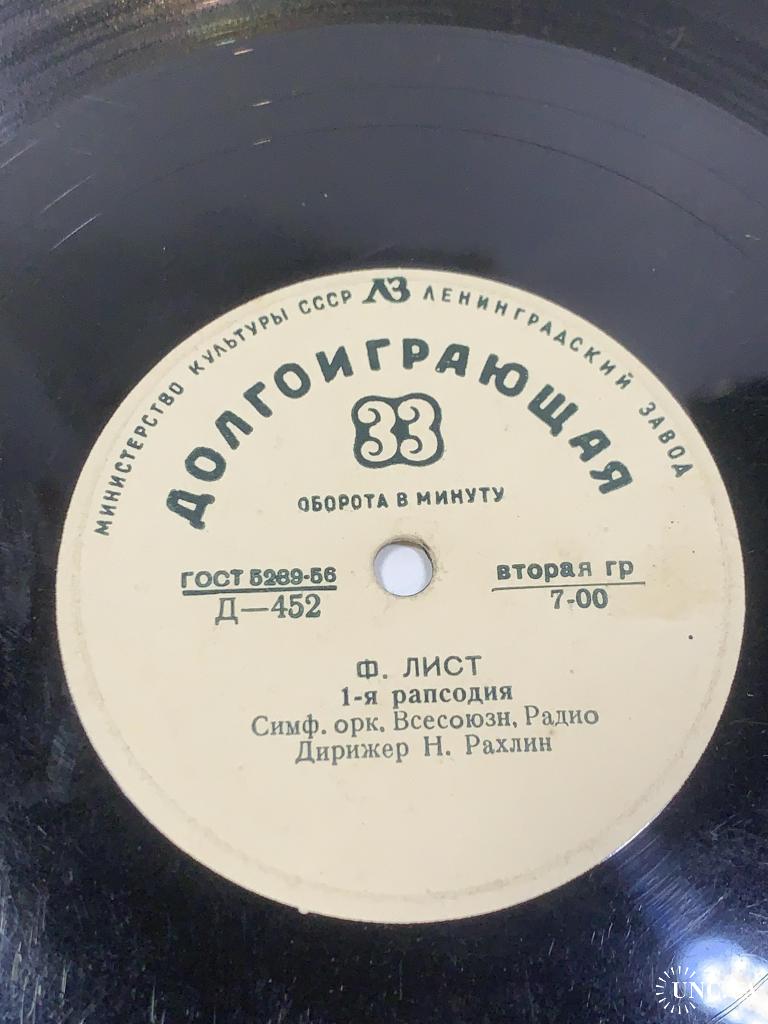 МИНИСТЕРСТВО КУЛЬТУРЫ СССР ЛЗ ЛЕНИНГРАДСКИЙ ЗАВОД
ДОЛГОИГРАЮЩАЯ
33
ОБОРОТА В МИНУТУ
ГОСТ 5289-56
Д—452
вторая гр
7-00
Ф. ЛИСТ
1-я рапсодия
Симф. орк. Всесоюзн. Радио
Дирижер Н. Рахлин